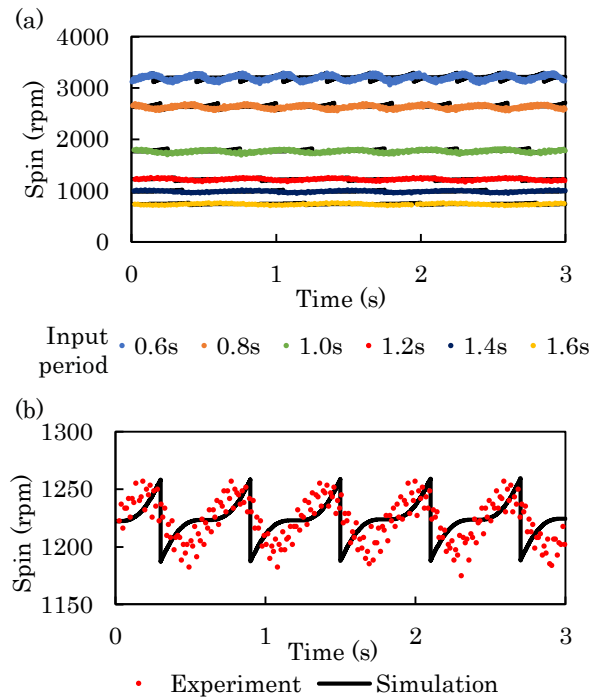 (a)
4000
3000
2000
1000
0
Spin (rpm)
0 1 2 3
Time (s)
Input period
0.6s 0.8s 1.0s 1.2s 1.4s 1.6s
(b)
1300
1250
1200
1150
Spin (rpm)
0 1 2 3
Time (s)
Experiment Simulation